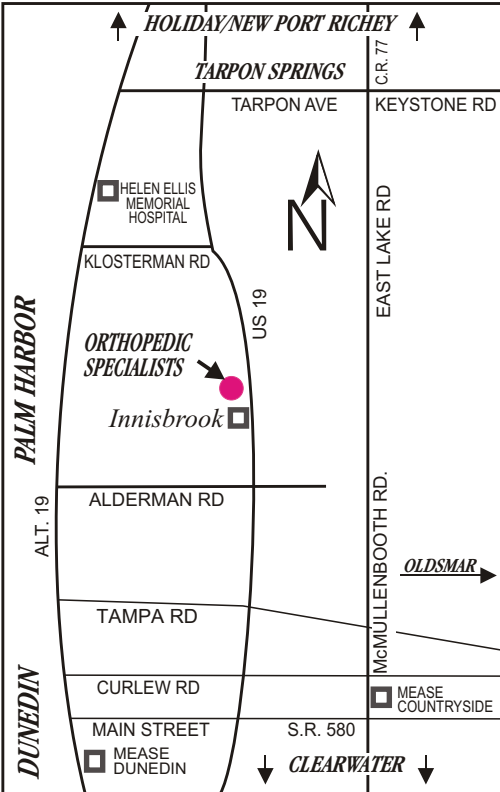 HOLIDAY/NEW PORT RICHEY
TARPON SPRINGS
C.R. 77
TARPON AVE
KEYSTONE RD
HELEN ELLIS
MEMORIAL
HOSPITAL
N
EAST LAKE RD
KLOSTERMAN RD
US 19
ORTHOPEDIC
SPECIALISTS
PALM HARBOR
Innisbrook
ALDERMAN RD
ALT. 19
McMULLENBOOTH RD.
OLDSMAR
TAMPA RD
CURLEW RD
MEASE
COUNTRYSIDE
DUNEDIN
MAIN STREET
S.R. 580
MEASE
DUNEDIN
CLEARWATER